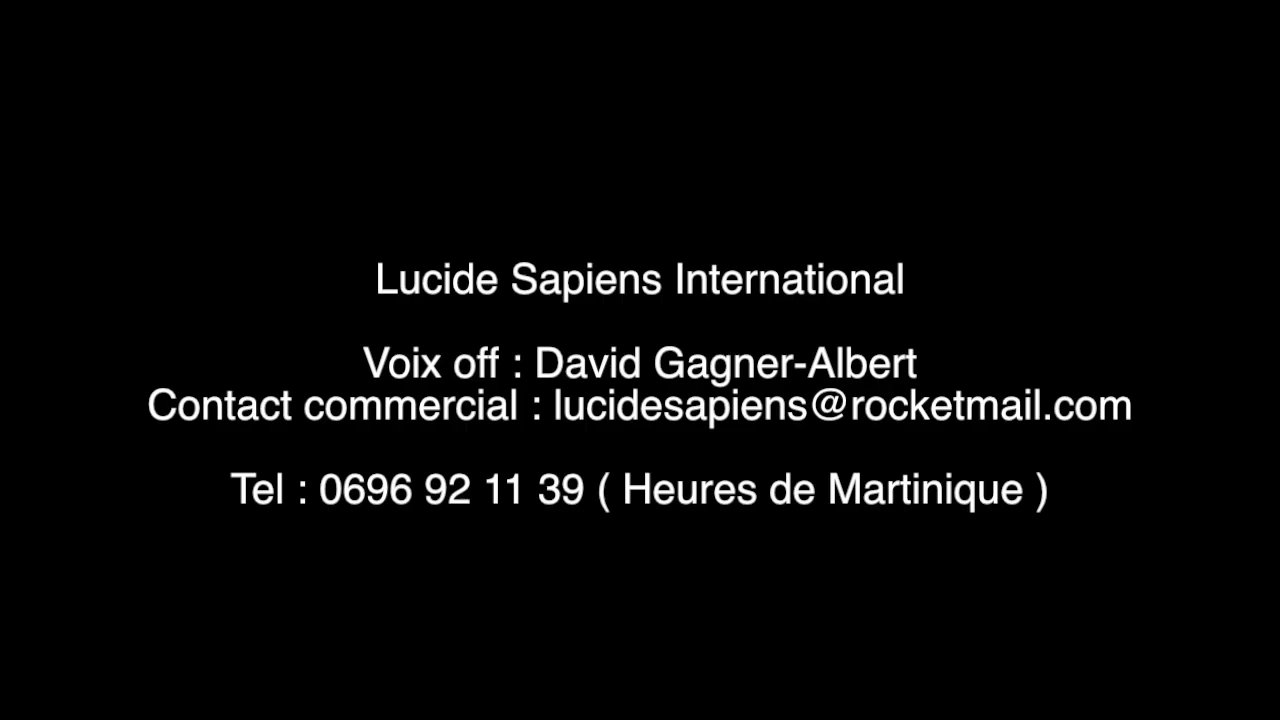 Lucide Sapiens International
Voix off : David Gagner-Albert
Contact commercial : lucidesapiens@rocketmail.com
Tel : 0696 92 11 39 ( Heures de Martinique )